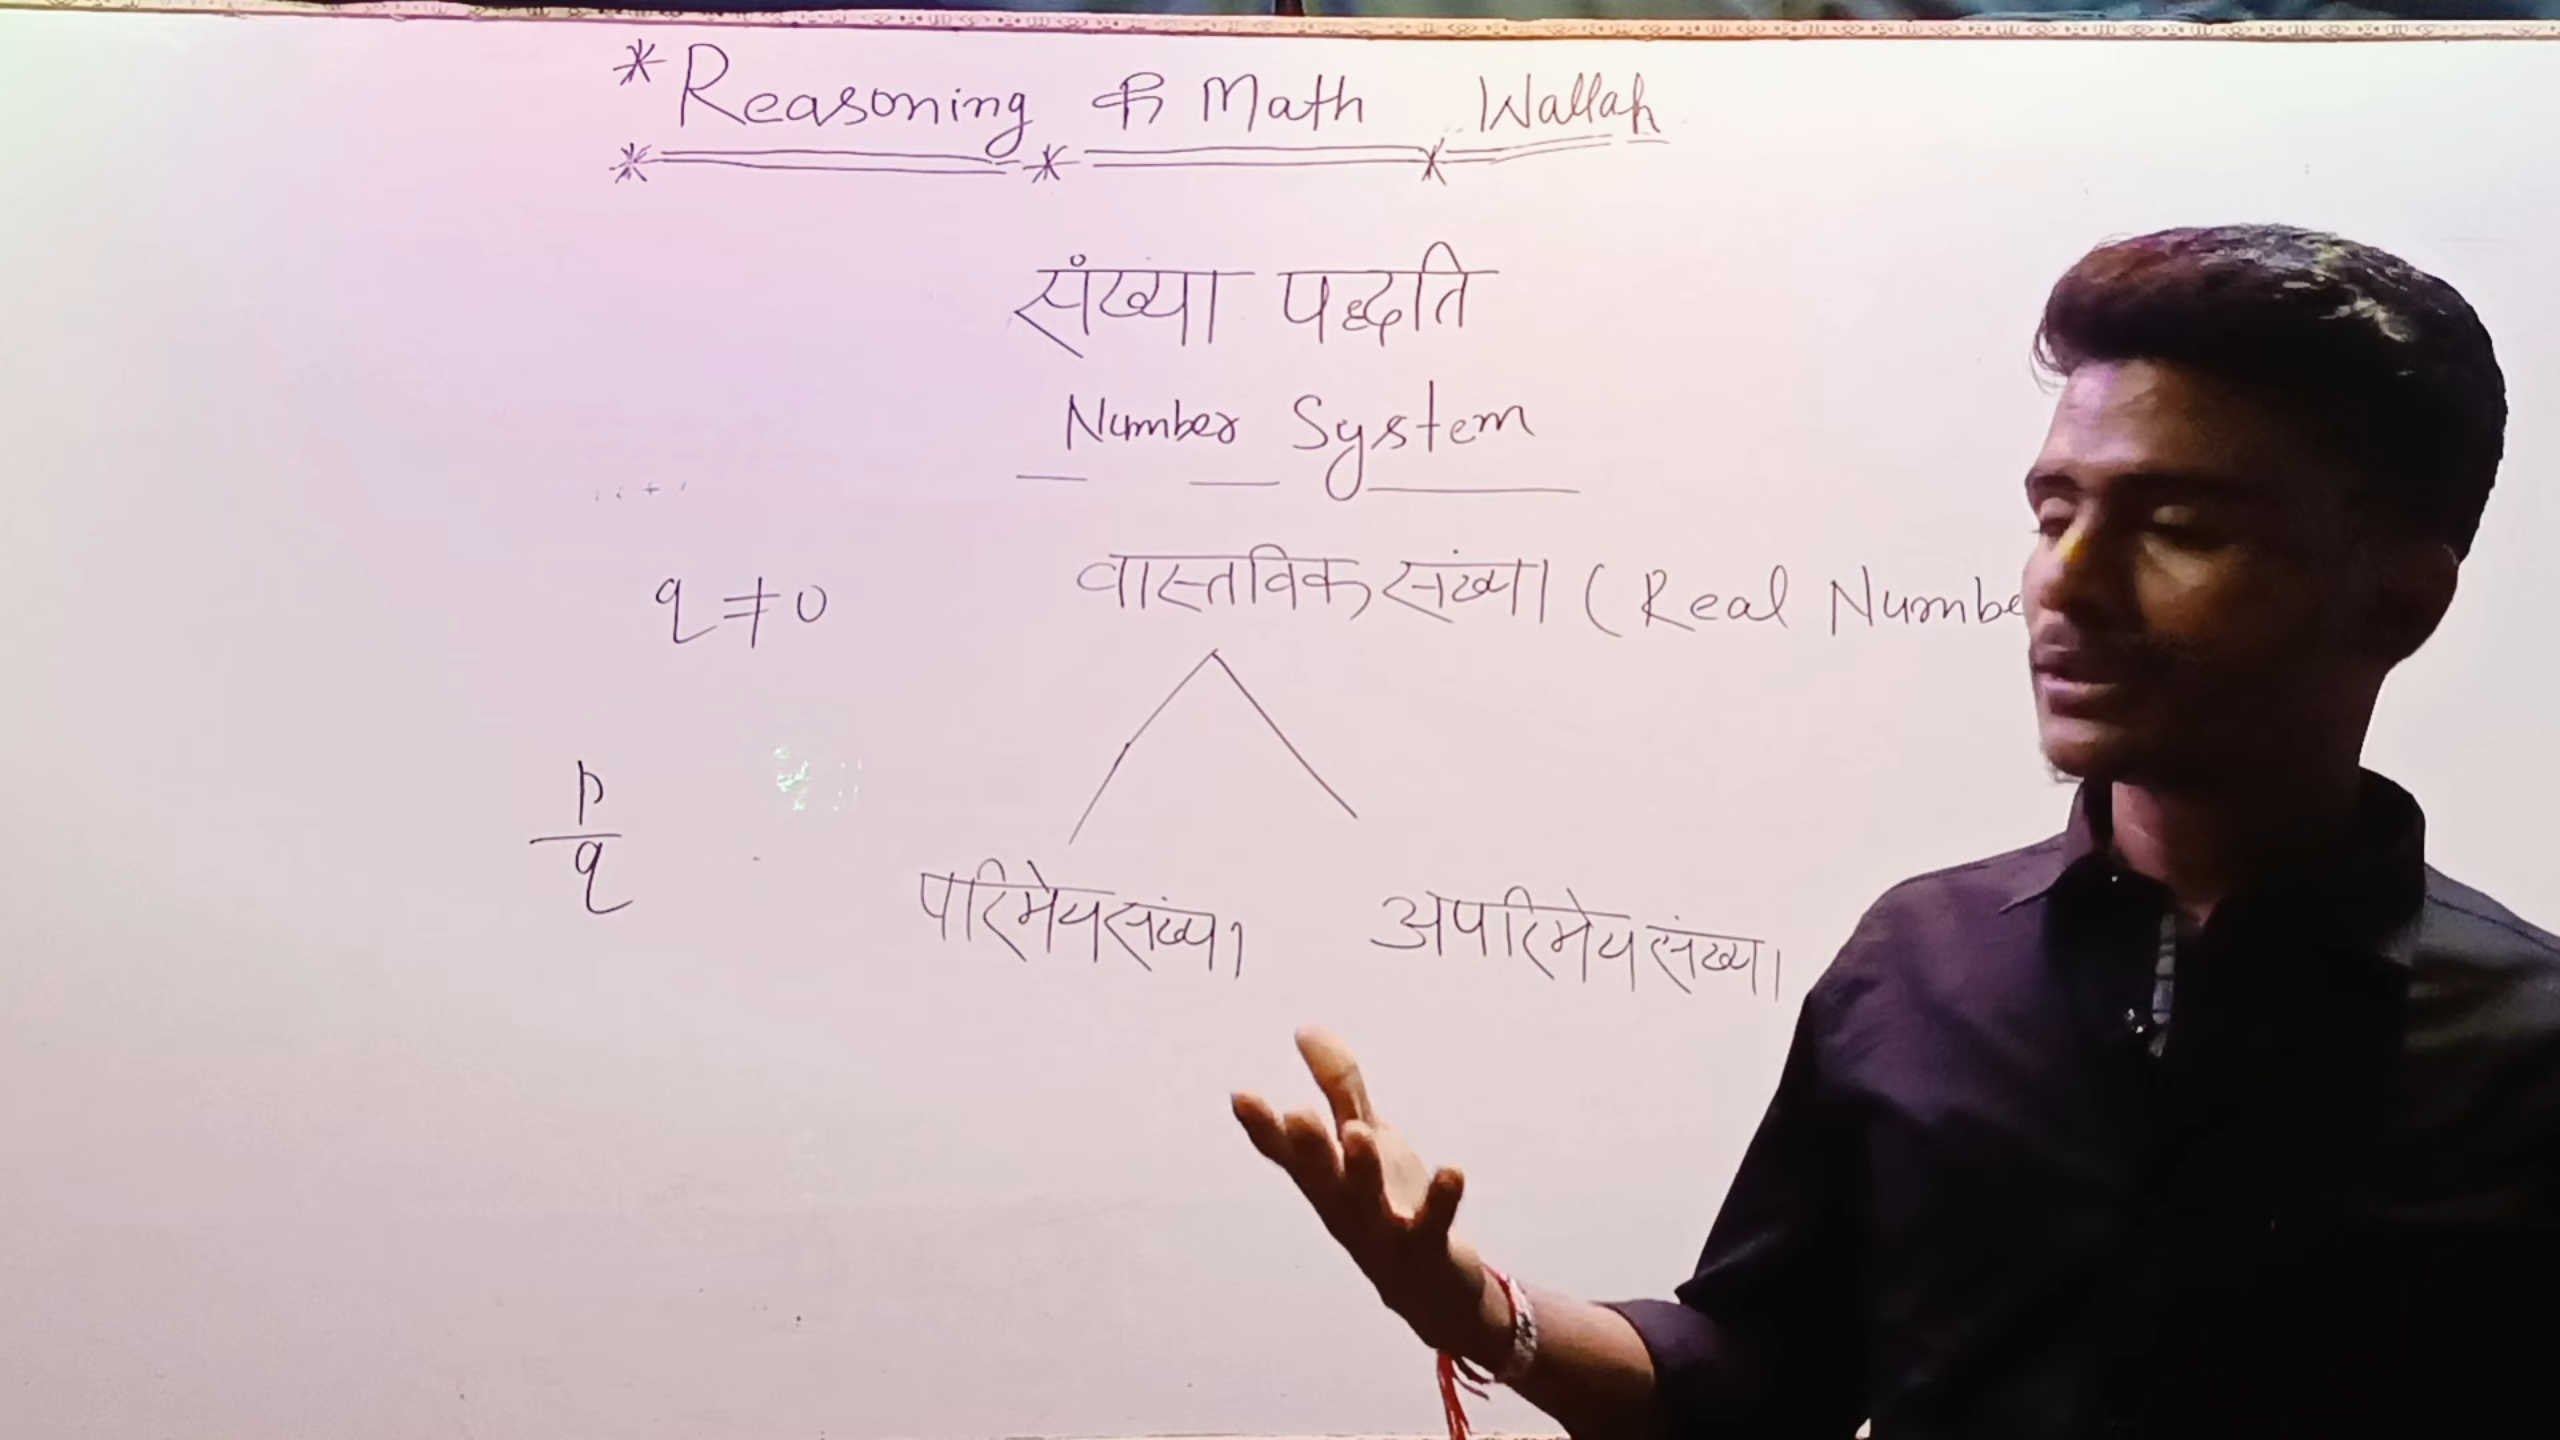 * Reasoning क Math Wallah
संख्या पद्धति
Number System
q ≠ 0
वास्तविक संख्या ( Real Numbe
p
q
परिमेय संख्या अपरिमेय संख्या